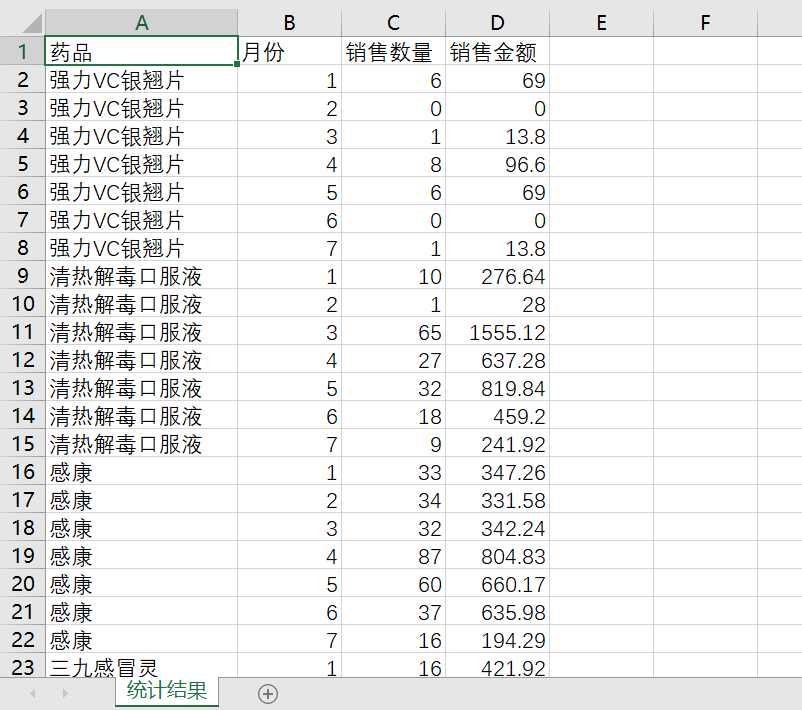 A B C D E F
1 药品 月份 销售数量 销售金额
2 强力VC银翘片 1 6 69
3 强力VC银翘片 2 0 0
4 强力VC银翘片 3 1 13.8
5 强力VC银翘片 4 8 96.6
6 强力VC银翘片 5 6 69
7 强力VC银翘片 6 0 0
8 强力VC银翘片 7 1 13.8
9 清热解毒口服液 1 10 276.64
10 清热解毒口服液 2 1 28
11 清热解毒口服液 3 65 1555.12
12 清热解毒口服液 4 27 637.28
13 清热解毒口服液 5 32 819.84
14 清热解毒口服液 6 18 459.2
15 清热解毒口服液 7 9 241.92
16 感康 1 33 347.26
17 感康 2 34 331.58
18 感康 3 32 342.24
19 感康 4 87 804.83
20 感康 5 60 660.17
21 感康 6 37 635.98
22 感康 7 16 194.29
23 三九感冒灵 1 16 421.92
统计结果